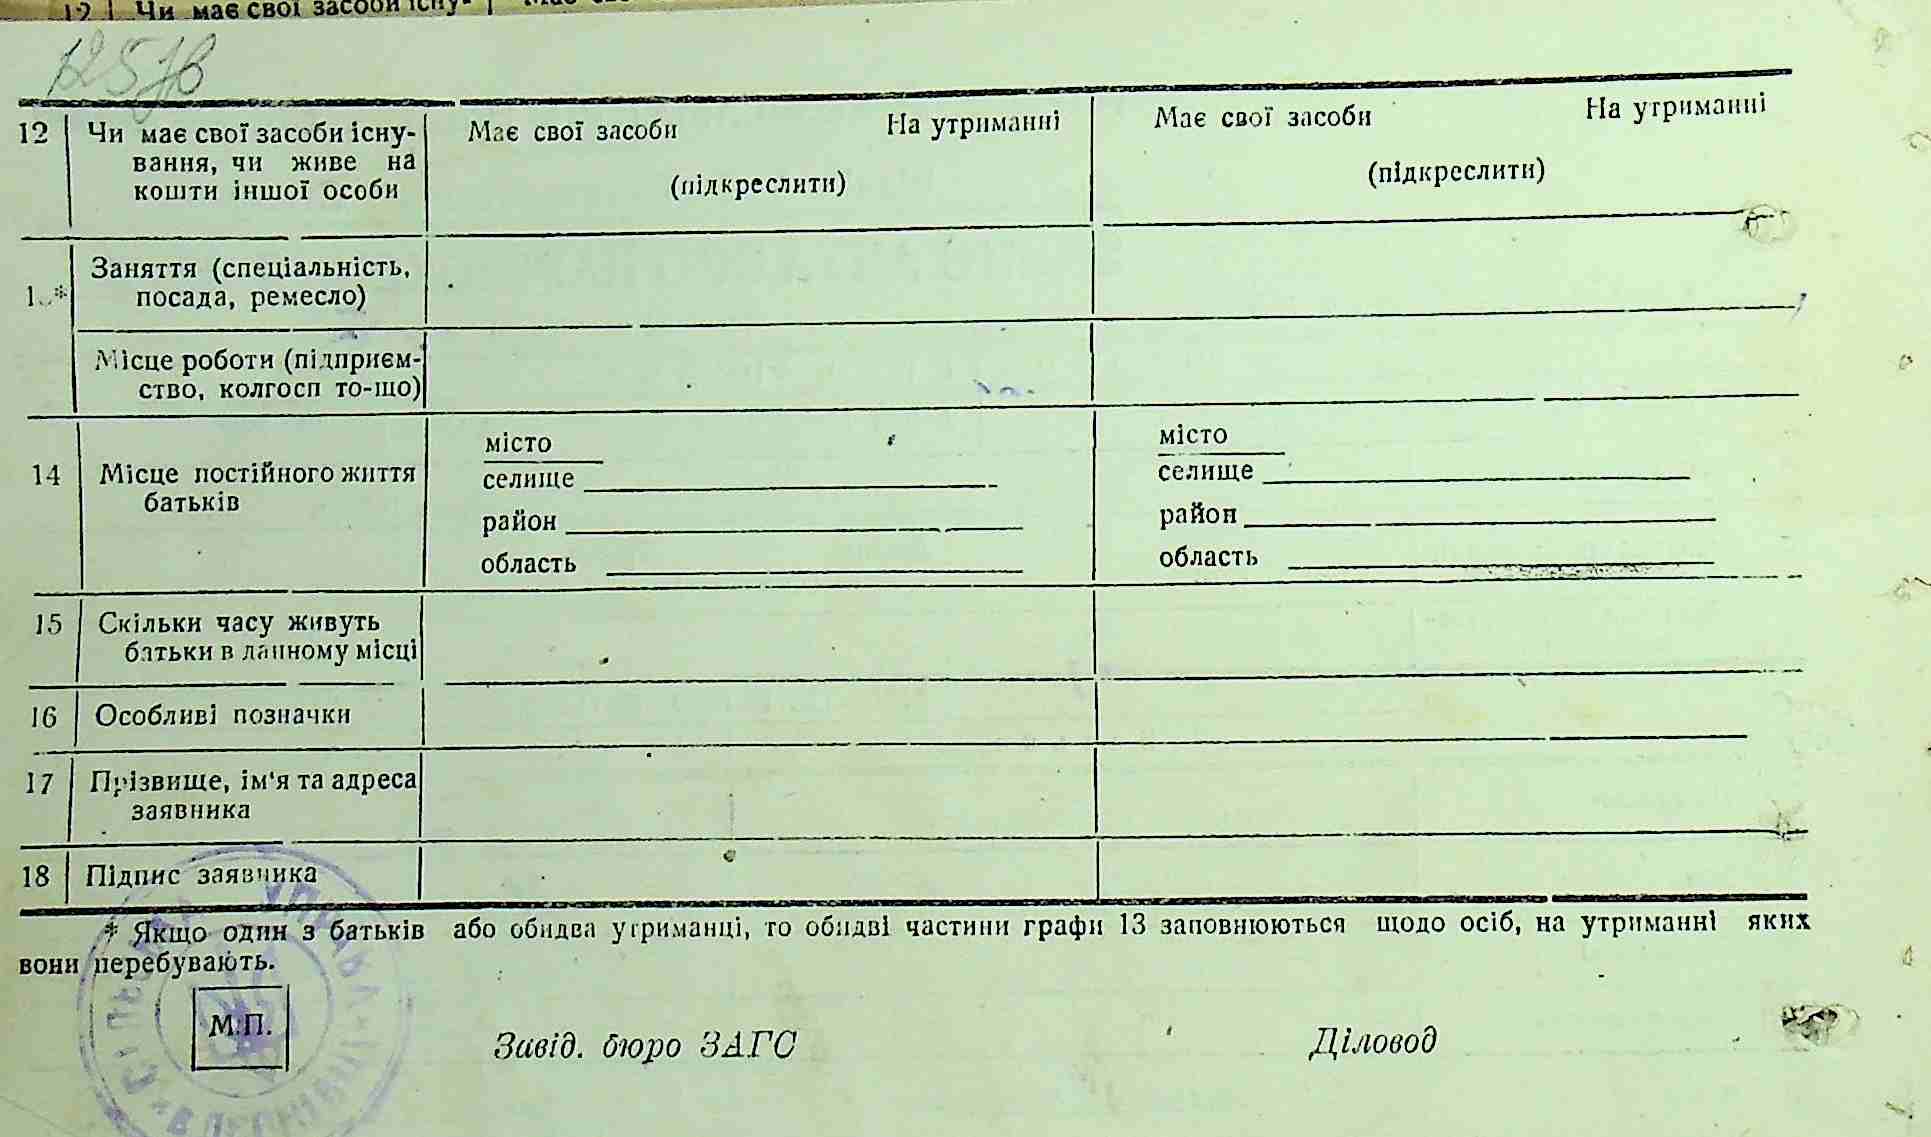 12 Чи має свої засоби існу-
12 Чи має свої засоби існу- Має свої засоби На утриманні Має свої засоби На утриманні
вання, чи живе на (підкреслити) (підкреслити)
кошти іншої особи
Заняття (спеціальність,
посада, ремесло)
Місце роботи (підприєм-
ство, колгосп то-що)
місто місто
14 Місце постійного життя селище селище
батьків
район район
область область
15 Скільки часу живуть
батьки в данному місці
16 Особливі позначки
17 Прізвище, ім'я та адреса
заявника
18 Підпис заявника
* Якщо один з батьків або обидва утриманці, то обидві частини графи 13 заповнюються щодо осіб, на утриманні яких
вони перебувають.
М.П. Завід. бюро ЗАГС Діловод